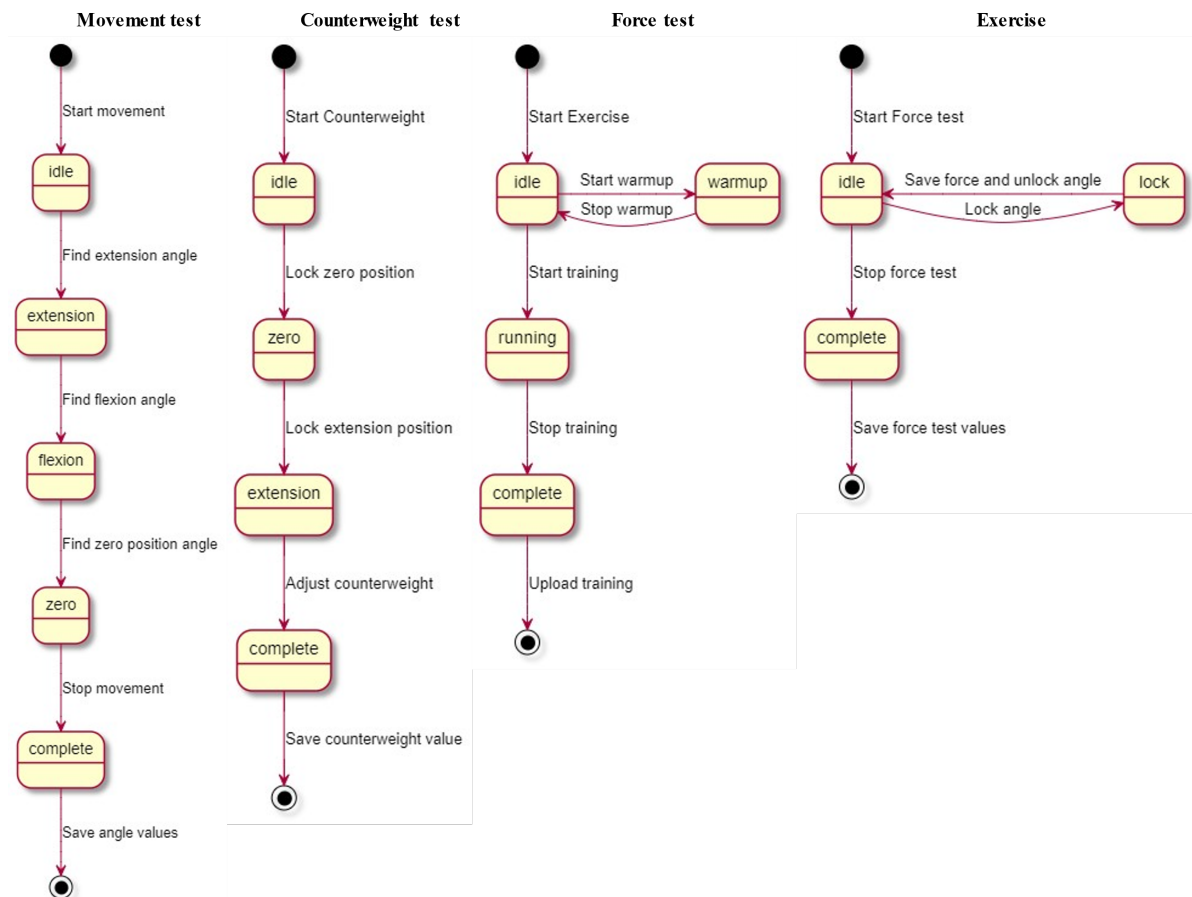 Movement test
Counterweight test
Force test
Exercise
Start movement
idle
Find extension angle
extension
Find flexion angle
flexion
Find zero position angle
zero
Stop movement
complete
Save angle values
Start Counterweight
idle
Lock zero position
zero
Lock extension position
extension
Adjust counterweight
complete
Save counterweight value
Start Exercise
idle
Start warmup
warmup
Stop warmup
Start training
running
Stop training
complete
Upload training
Start Force test
idle
Save force and unlock angle
lock
Lock angle
Stop force test
complete
Save force test values